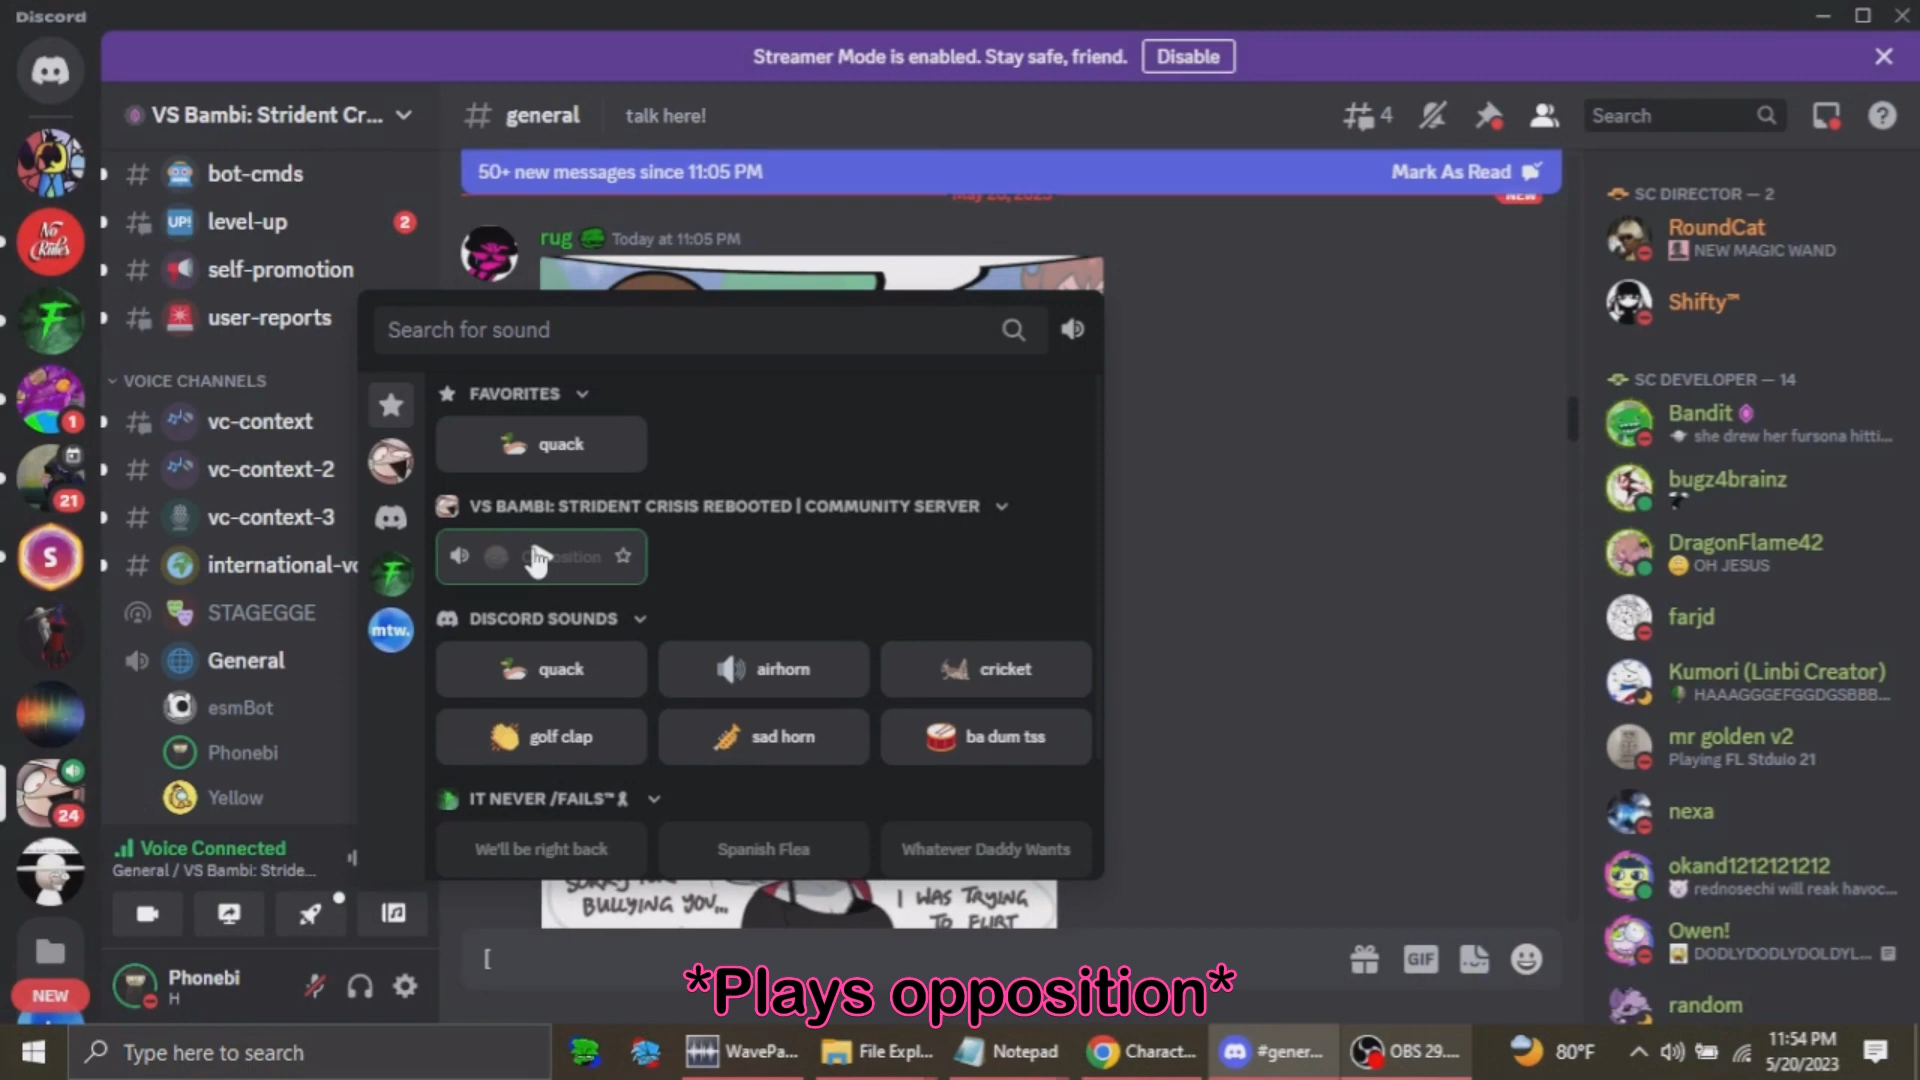 Discord
Streamer Mode is enabled. Stay safe, friend.
Disable
VS Bambi: Strident Cr...
general
talk here!
4
Search
50+ new messages since 11:05 PM
Mark As Read
NEW
bot-cmds
UP!
level-up
2
self-promotion
user-reports
VOICE CHANNELS
vc-context
vc-context-2
vc-context-3
international-vc
STAGEGGE
General
esmBot
Phonebi
Yellow
No
Rules
1
21
S
24
NEW
Voice Connected
General / VS Bambi: Stride...
Phonebi
H
rug
Today at 11:05 PM
Search for sound
FAVORITES
quack
VS BAMBI: STRIDENT CRISIS REBOOTED | COMMUNITY SERVER
DISCORD SOUNDS
mtw.
quack
airhorn
cricket
golf clap
sad horn
ba dum tss
IT NEVER /FAILS™
We'll be right back
Spanish Flea
Whatever Daddy Wants
BULLYING YOU...
I WAS TRYING
TO FLIRT
[
GIF
*Plays opposition*
SC DIRECTOR — 2
RoundCat
NEW MAGIC WAND
Shifty™
SC DEVELOPER — 14
Bandit
she drew her fursona hitti...
bugz4brainz
DragonFlame42
OH JESUS
farjd
Kumori (Linbi Creator)
HAAAGGGEFGGDGSBBB...
mr golden v2
Playing FL Stduio 21
nexa
okand1212121212
rednosechi will reak havoc...
Owen!
DODLYDODLYDOLDYL...
random
Type here to search
WavePa...
File Expl...
Notepad
Charact...
#gener...
OBS 29....
80°F
11:54 PM
5/20/2023